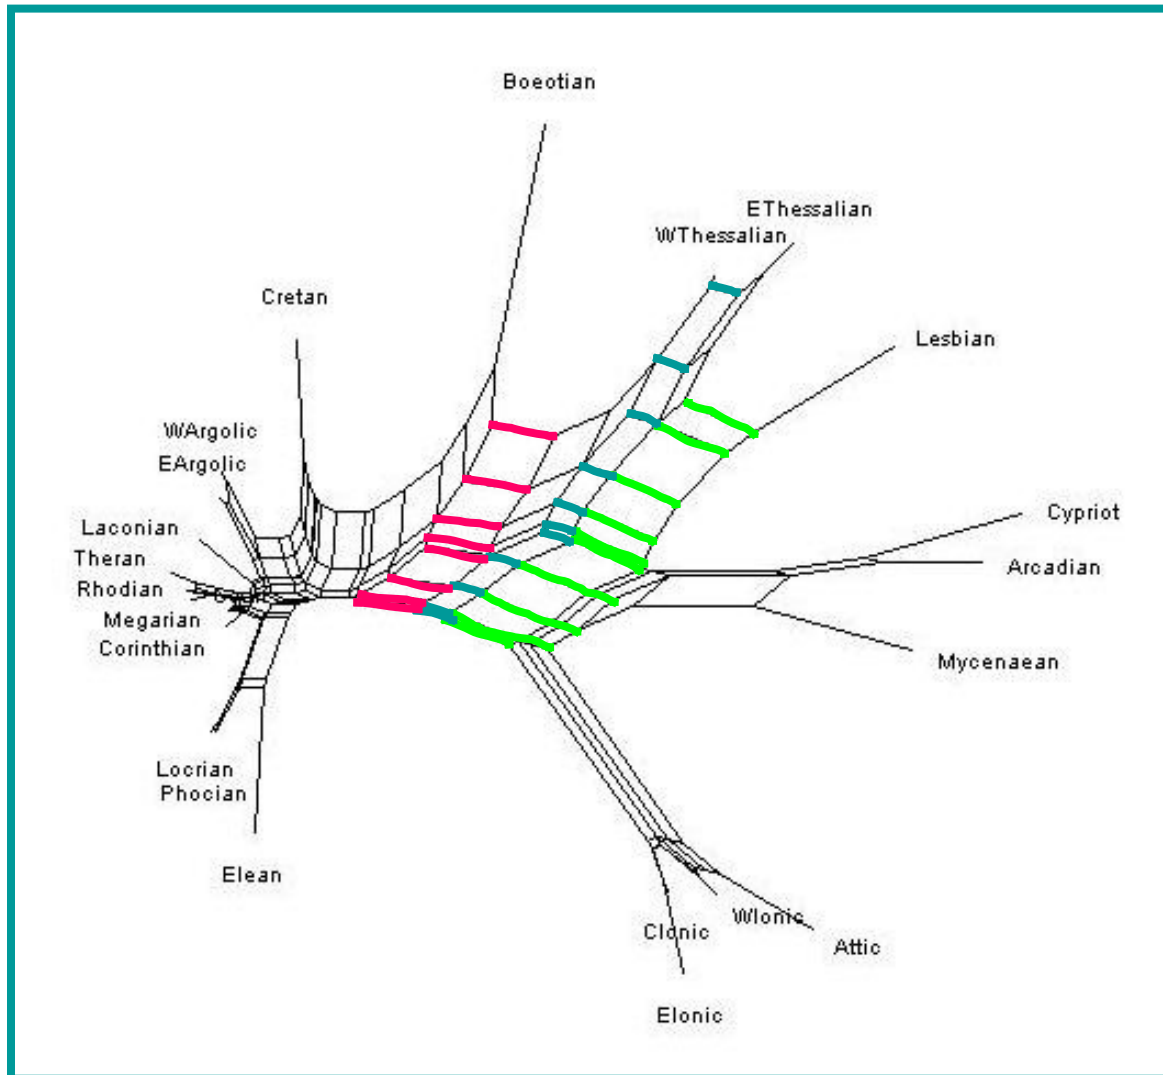 Boeotian
EThessalian
WThessalian
Cretan
Lesbian
WArgolic
EArgolic
Cypriot
Laconian
Theran
Arcadian
Rhodian
Megarian
Corinthian
Mycenaean
Locrian
Phocian
Elean
WIonic
CIonic
Attic
EIonic